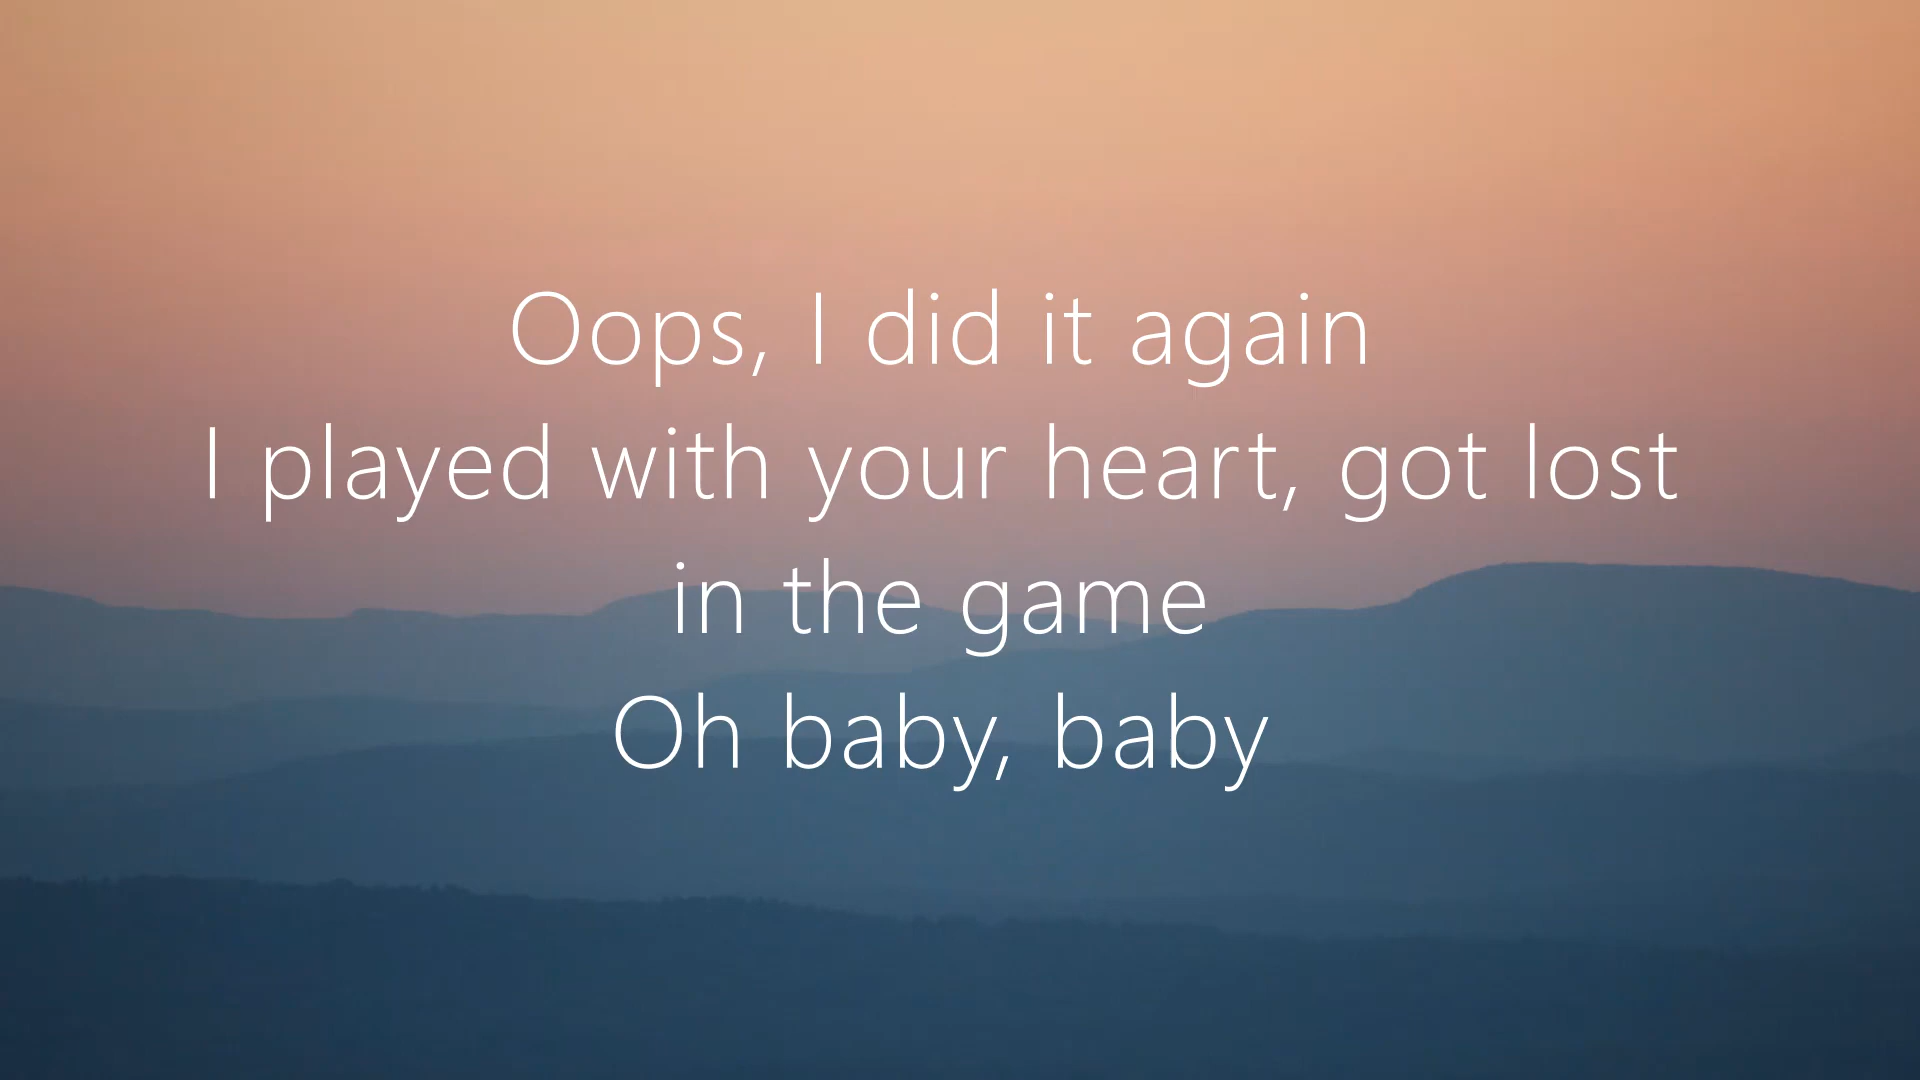 Oops, I did it again
I played with your heart, got lost
in the game
Oh baby, baby